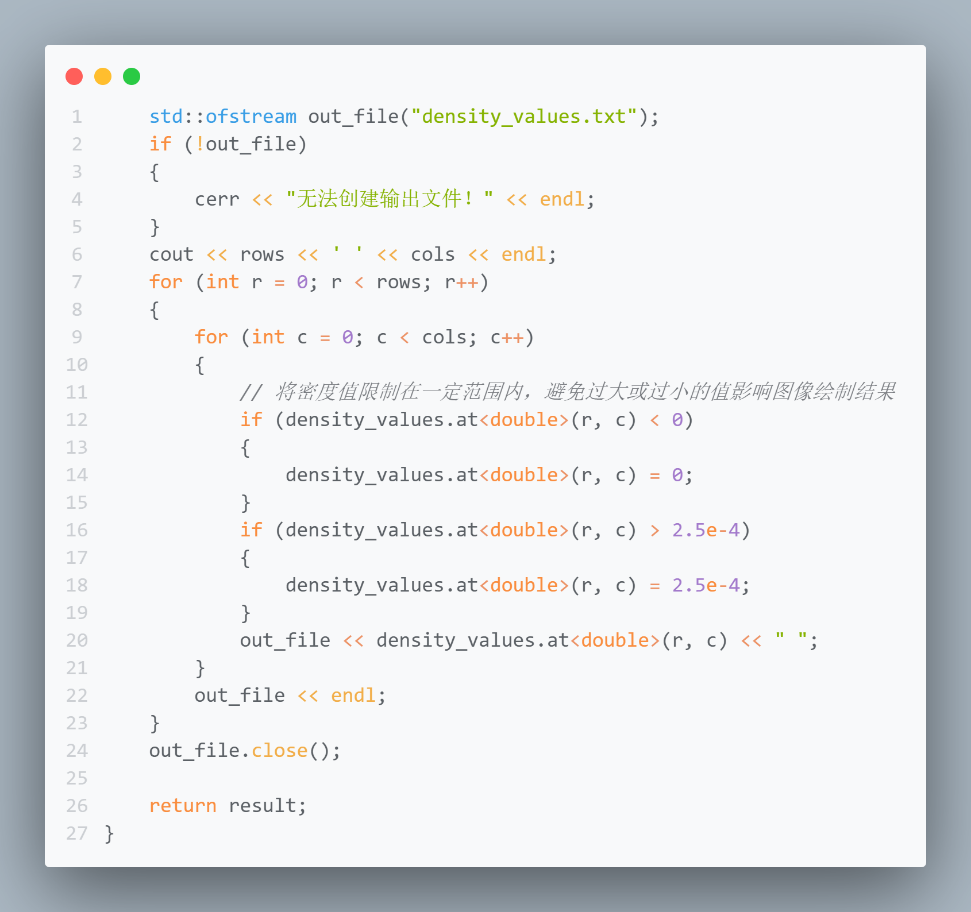 1 std::ofstream out_file("density_values.txt");
2 if (!out_file)
3 {
4 cerr << "无法创建输出文件！" << endl;
5 }
6 cout << rows << ' ' << cols << endl;
7 for (int r = 0; r < rows; r++)
8 {
9 for (int c = 0; c < cols; c++)
10 {
11 // 将密度值限制在一定范围内，避免过大或过小的值影响图像绘制结果
12 if (density_values.at<double>(r, c) < 0)
13 {
14 density_values.at<double>(r, c) = 0;
15 }
16 if (density_values.at<double>(r, c) > 2.5e-4)
17 {
18 density_values.at<double>(r, c) = 2.5e-4;
19 }
20 out_file << density_values.at<double>(r, c) << " ";
21 }
22 out_file << endl;
23 }
24 out_file.close();
25
26 return result;
27 }